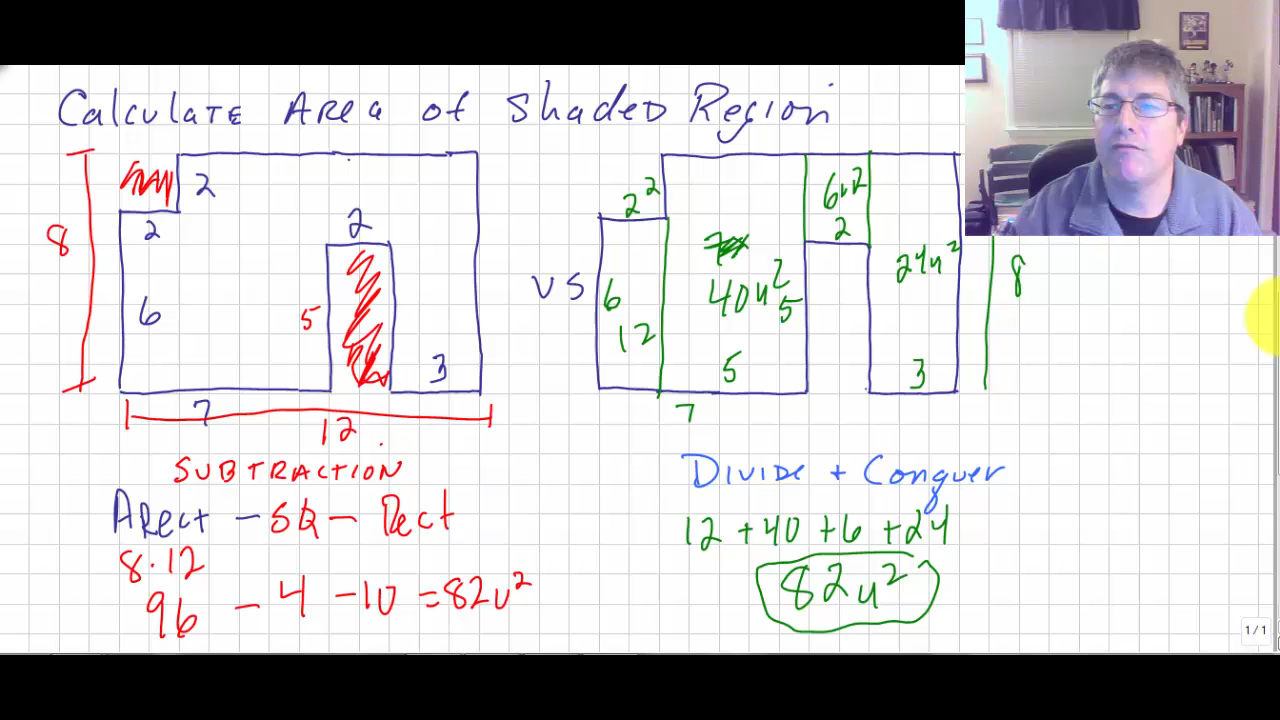 Calculate Area of Shaded Region
2
2
8
6
2
5
3
7
12
SUBTRACTION
ARect - SQ - Rect
8·12
96 - 4 - 10 = 82u²
VS
2
2
6
12
40u²
5
5
7
6u²
2
24u²
3
8
Divide + Conquer
12 + 40 + 6 + 24
82u²
1/1